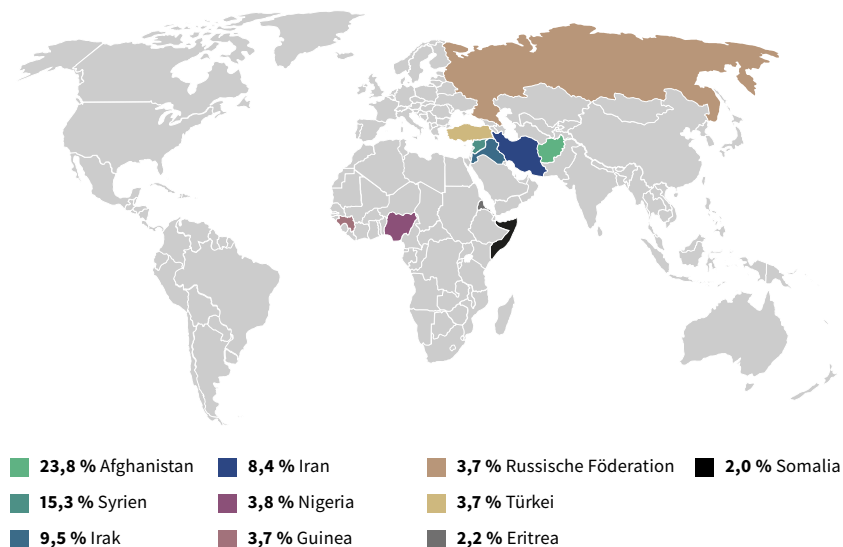 23,8 % Afghanistan
8,4 % Iran
3,7 % Russische Föderation
2,0 % Somalia
15,3 % Syrien
3,8 % Nigeria
3,7 % Türkei
9,5 % Irak
3,7 % Guinea
2,2 % Eritrea